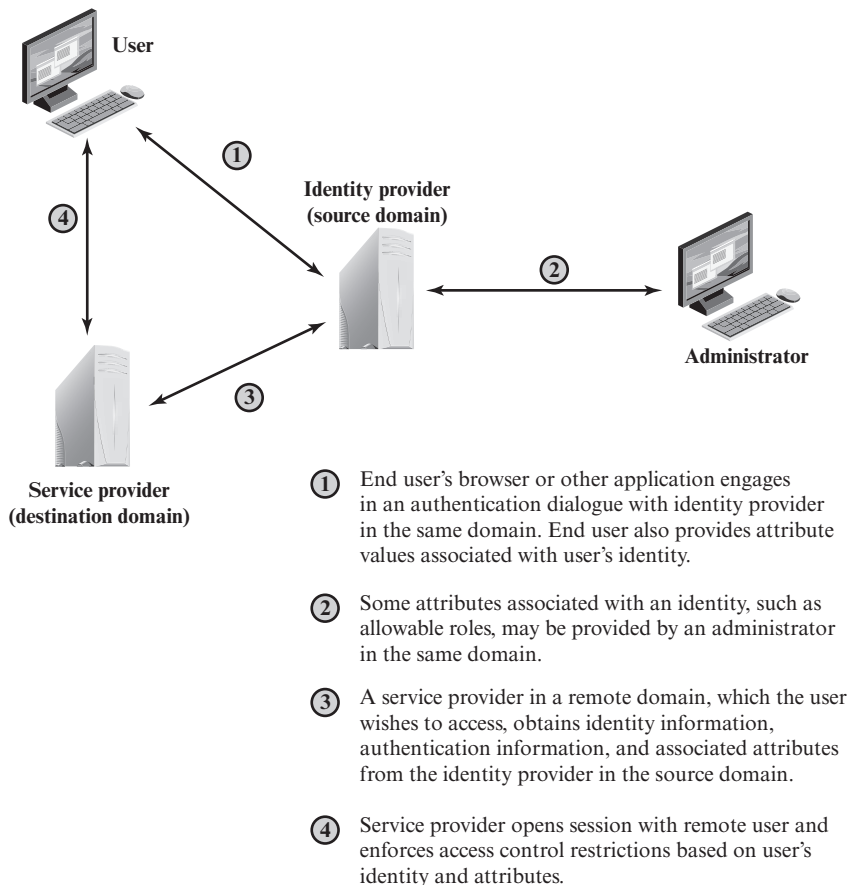 User
1
Identity provider
(source domain)
4
2
Administrator
3
Service provider
(destination domain)
1 End user’s browser or other application engages
in an authentication dialogue with identity provider
in the same domain. End user also provides attribute
values associated with user’s identity.
2 Some attributes associated with an identity, such as
allowable roles, may be provided by an administrator
in the same domain.
3 A service provider in a remote domain, which the user
wishes to access, obtains identity information,
authentication information, and associated attributes
from the identity provider in the source domain.
4 Service provider opens session with remote user and
enforces access control restrictions based on user’s
identity and attributes.